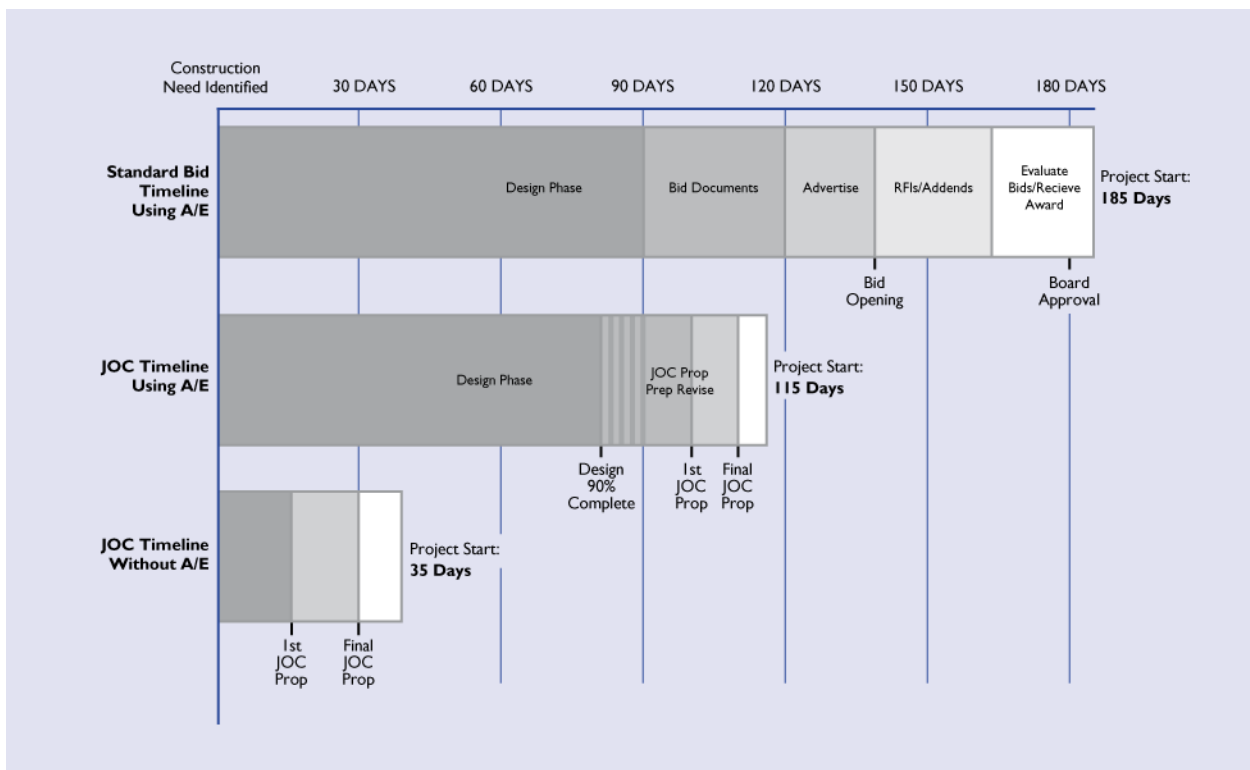 Construction
Need Identified
30 DAYS
60 DAYS
90 DAYS
120 DAYS
150 DAYS
180 DAYS
Standard Bid
Timeline
Using A/E
Design Phase
Bid Documents
Advertise
RFIs/Addends
Evaluate
Bids/Recieve
Award
Project Start:
185 Days
Bid
Opening
Board
Approval
JOC Timeline
Using A/E
Design Phase
JOC Prop
Prep Revise
Project Start:
115 Days
Design
90%
Complete
1st
JOC
Prop
Final
JOC
Prop
JOC Timeline
Without A/E
Project Start:
35 Days
1st
JOC
Prop
Final
JOC
Prop